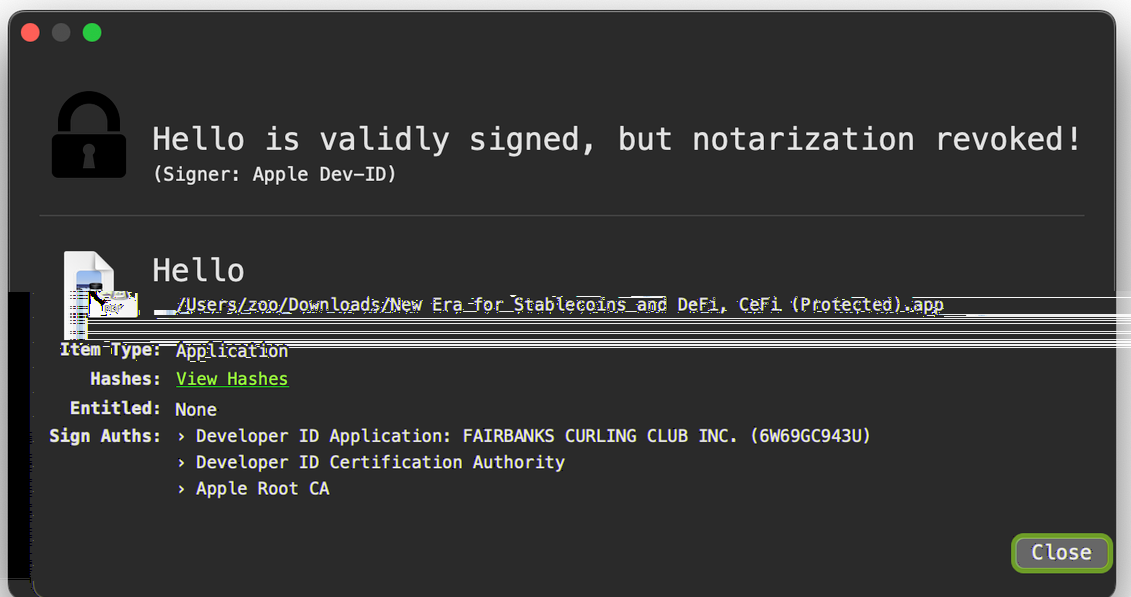 Hello is validly signed, but notarization revoked!
(Signer: Apple Dev-ID)
Hello
/Users/zoo/Downloads/New Era for Stablecoins and DeFi, CeFi (Protected).app
Item Type: Application
Hashes: View Hashes
Entitled: None
Sign Auths: › Developer ID Application: FAIRBANKS CURLING CLUB INC. (6W69GC943U)
› Developer ID Certification Authority
› Apple Root CA
Close